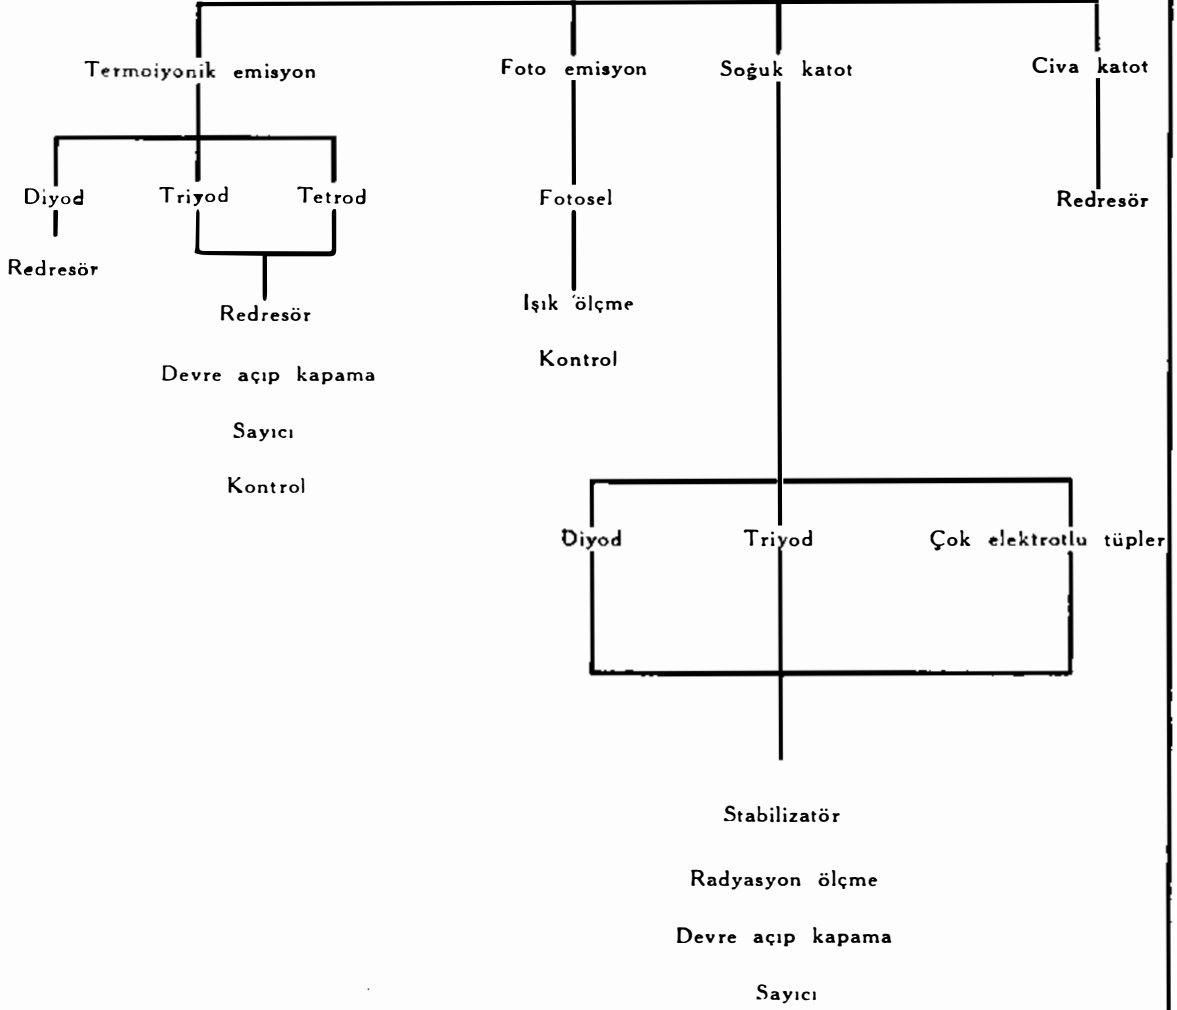 Termoiyonik emisyon
Foto emisyon
Soğuk katot
Civa katot
Diyod
Triyod
Tetrod
Fotosel
Redresör
Redresör
Işık ölçme
Redresör
Kontrol
Devre açıp kapama
Sayıcı
Kontrol
Diyod
Triyod
Çok elektrotlu tüpler
Stabilizatör
Radyasyon ölçme
Devre açıp kapama
Sayıcı